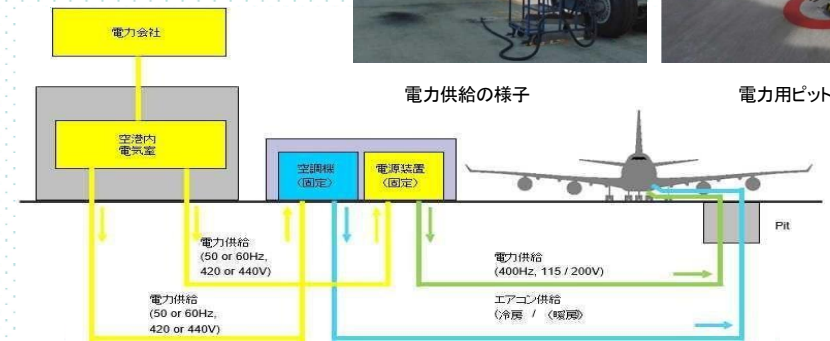 電力供給の様子
電力用ピット
電力会社
空港内
電気室
空調機
(固定)
電源装置
(固定)
Pit
電力供給
(50 or 60Hz,
420 or 440V)
電力供給
(400Hz, 115 / 200V)
電力供給
(50 or 60Hz,
420 or 440V)
エアコン供給
(冷房 / 〈暖房〉